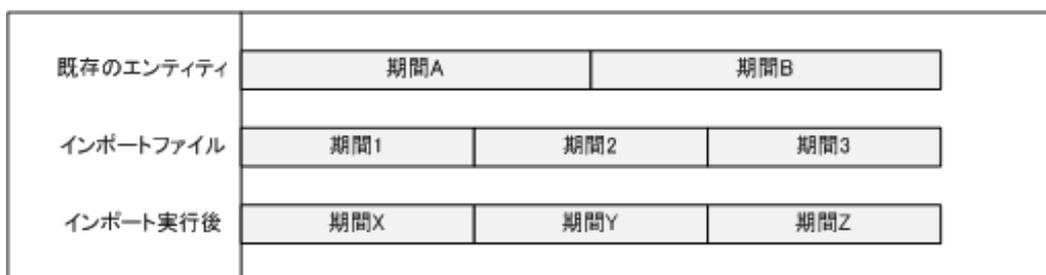 既存のエンティティ 期間A 期間B
インポートファイル 期間1 期間2 期間3
インポート実行後 期間X 期間Y 期間Z